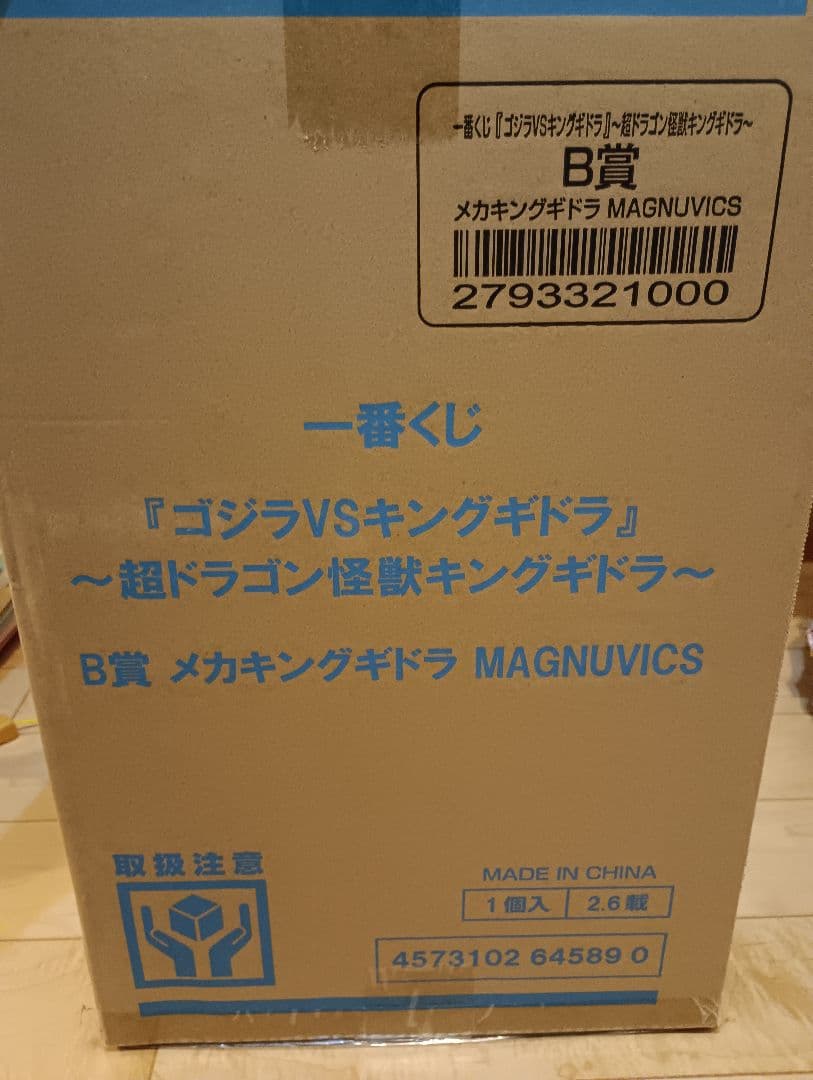 一番くじ『ゴジラVSキングギドラ』～超ドラゴン怪獣キングギドラ～
B賞
メカキングギドラ MAGNUVICS
2793321000
一番くじ
『ゴジラVSキングギドラ』
～超ドラゴン怪獣キングギドラ～
B賞 メカキングギドラ MAGNUVICS
取扱注意
MADE IN CHINA
1個入 2.6載
4573102 64589 0